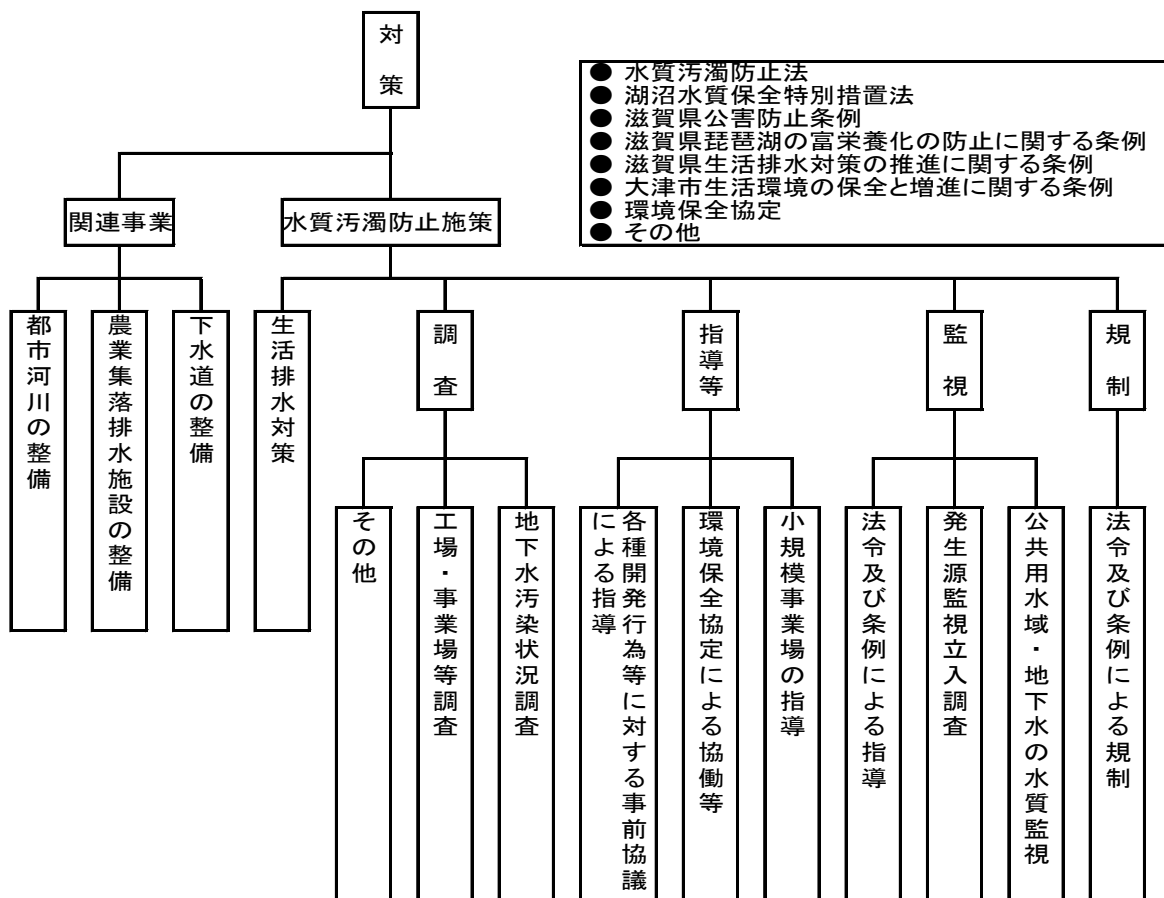 対策
● 水質汚濁防止法
● 湖沼水質保全特別措置法
● 滋賀県公害防止条例
● 滋賀県琵琶湖の富栄養化の防止に関する条例
● 滋賀県生活排水対策の推進に関する条例
● 大津市生活環境の保全と増進に関する条例
● 環境保全協定
● その他
関連事業
水質汚濁防止施策
都市河川の整備
農業集落排水施設の整備
下水道の整備
生活排水対策
調査
指導等
監視
規制
その他
工場・事業場等調査
地下水汚染状況調査
各種開発行為等に対する事前協議
による指導
環境保全協定による協働等
小規模事業場の指導
法令及び条例による指導
発生源監視立入調査
公共用水域・地下水の水質監視
法令及び条例による規制